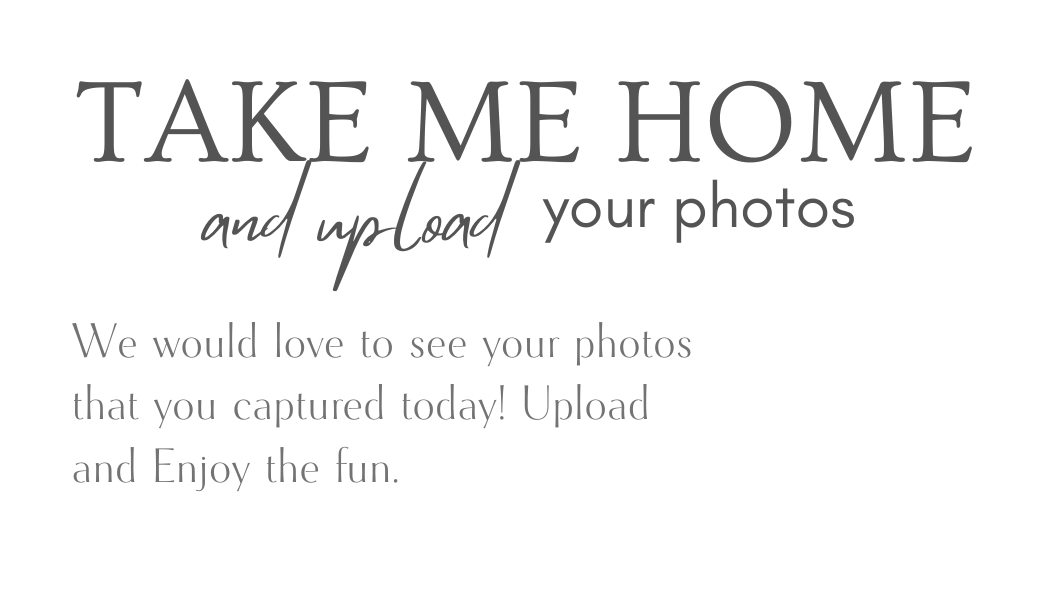 TAKE ME HOME
and upload your photos
We would love to see your photos
that you captured today! Upload
and Enjoy the fun.